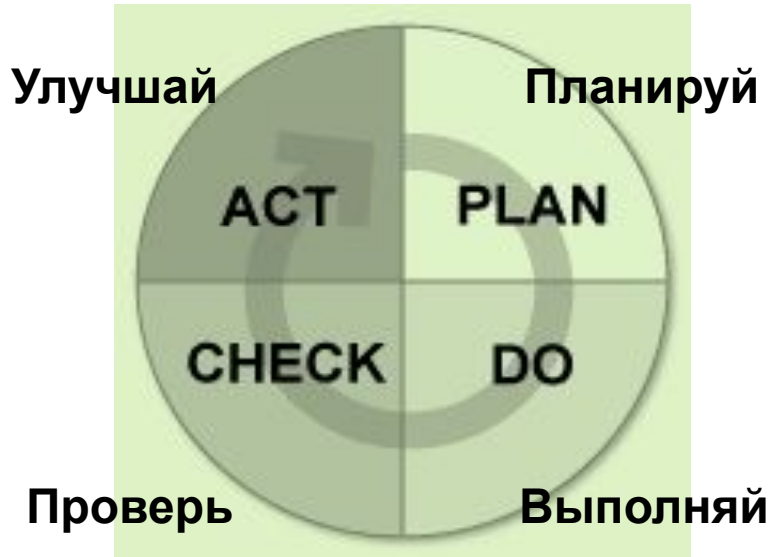 Улучшай
Планируй
ACT
PLAN
CHECK
DO
Проверь
Выполняй